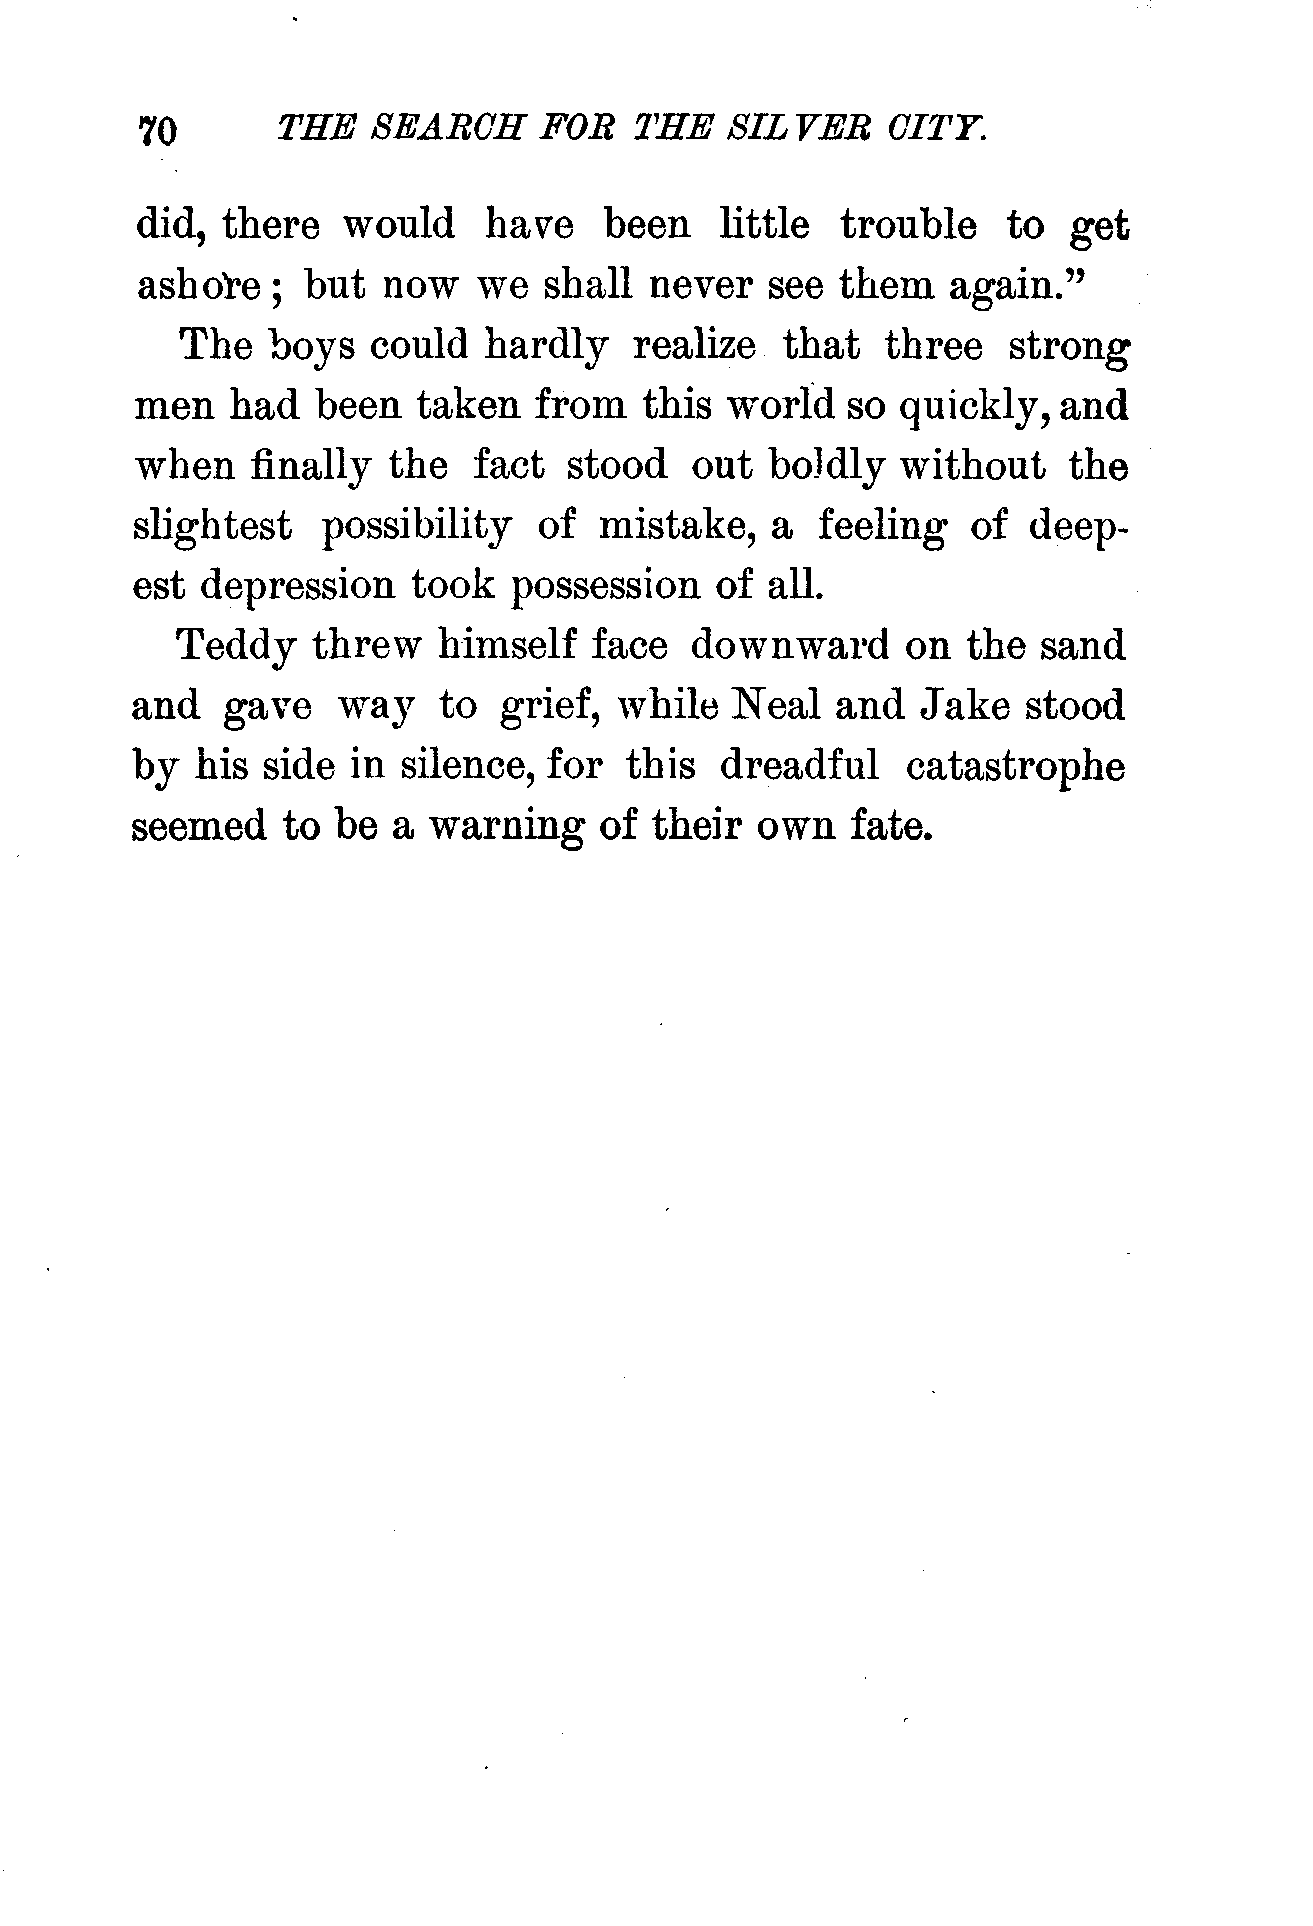 70 THE SEARCH FOR THE SILVER CITY.
did, there would have been little trouble to get
ashore; but now we shall never see them again."
The boys could hardly realize that three strong
men had been taken from this world so quickly, and
when finally the fact stood out boldly without the
slightest possibility of mistake, a feeling of deep-
est depression took possession of all.
Teddy threw himself face downward on the sand
and gave way to grief, while Neal and Jake stood
by his side in silence, for this dreadful catastrophe
seemed to be a warning of their own fate.